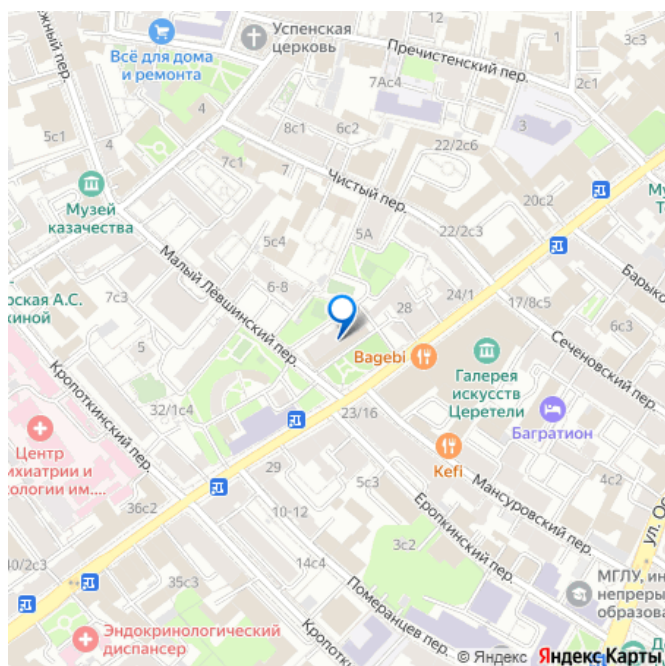 Успенская
церковь
Всё для дома
и ремонта
Пречистенский пер.
3с3
2с1
7Ас4
4
4
5с1
8с1
6с2
3
22/2с6
7с1
7
Чистый пер.
Музей
казачества
20с2
5А
5с4
22/2с3
Малый Лёвшинский пер.
6-8
28
24/1
17/8с5
7с3
5
Bagebi
Сеченовский пер.
6с3
Галерея
искусств
Церетели
Кропоткинский пер.
32/1с4
23/16
Багратион
Центр
Kefi
29
5с3
4с2
36с2
10-12
Мансуровский пер.
Еропкинский пер.
3с2
40/2с3
14с4
35с3
Померанцев пер.
Эндокринологический
диспансер
© Яндекс Яндекс Карты